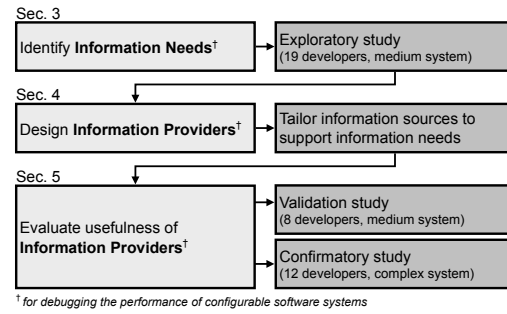 Sec. 3
Identify Information Needs†
Exploratory study
(19 developers, medium system)
Sec. 4
Design Information Providers†
Tailor information sources to
support information needs
Sec. 5
Evaluate usefulness of
Information Providers†
Validation study
(8 developers, medium system)
Confirmatory study
(12 developers, complex system)
† for debugging the performance of configurable software systems